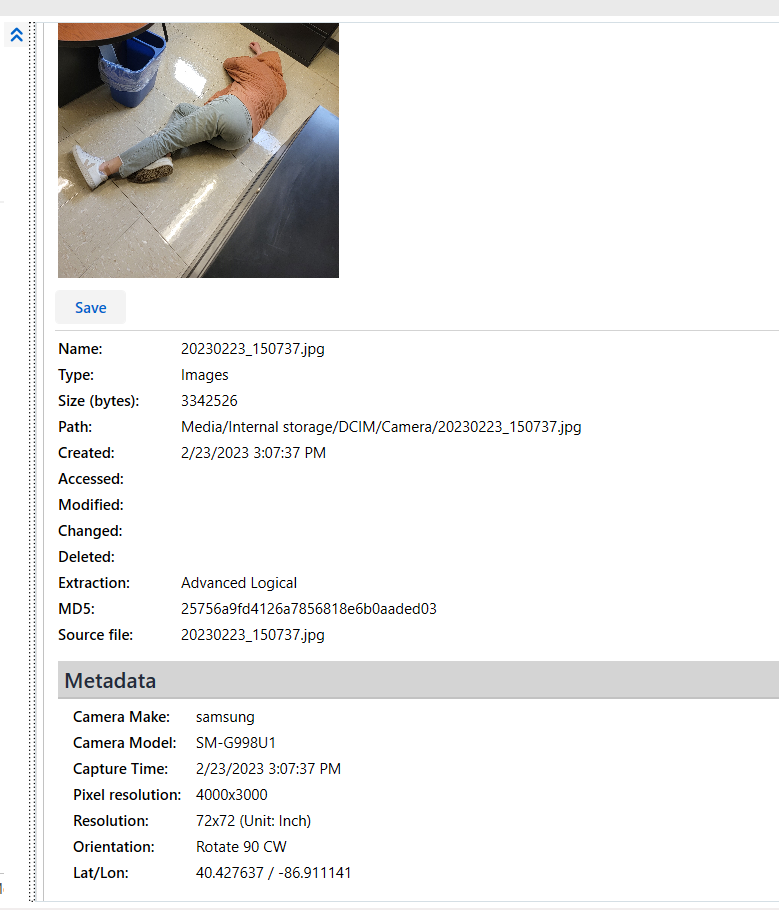 Save
Name: 20230223_150737.jpg
Type: Images
Size (bytes): 3342526
Path: Media/Internal storage/DCIM/Camera/20230223_150737.jpg
Created: 2/23/2023 3:07:37 PM
Accessed:
Modified:
Changed:
Deleted:
Extraction: Advanced Logical
MD5: 25756a9fd4126a7856818e6b0aaded03
Source file: 20230223_150737.jpg
Metadata
Camera Make: samsung
Camera Model: SM-G998U1
Capture Time: 2/23/2023 3:07:37 PM
Pixel resolution: 4000x3000
Resolution: 72x72 (Unit: Inch)
Orientation: Rotate 90 CW
Lat/Lon: 40.427637 / -86.911141